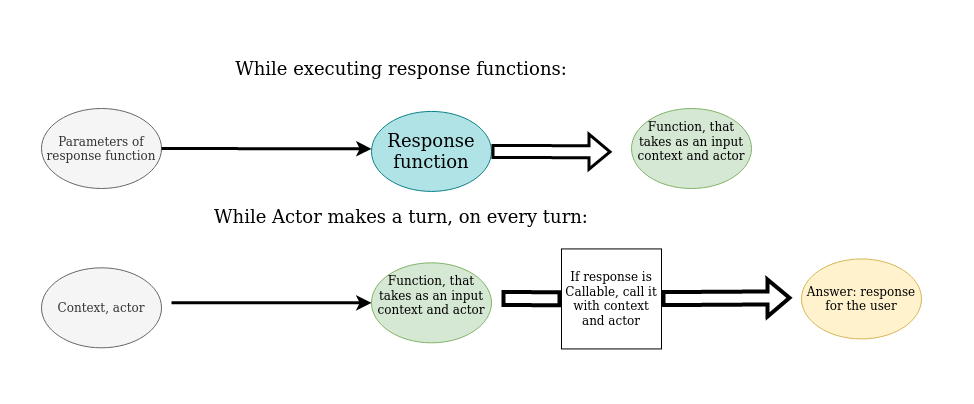 While executing response functions:
Parameters of
response function
Response
function
Function, that
takes as an input
context and actor
While Actor makes a turn, on every turn:
Context, actor
Function, that
takes as an input
context and actor
If response is
Callable, call it
with context
and actor
Answer: response
for the user